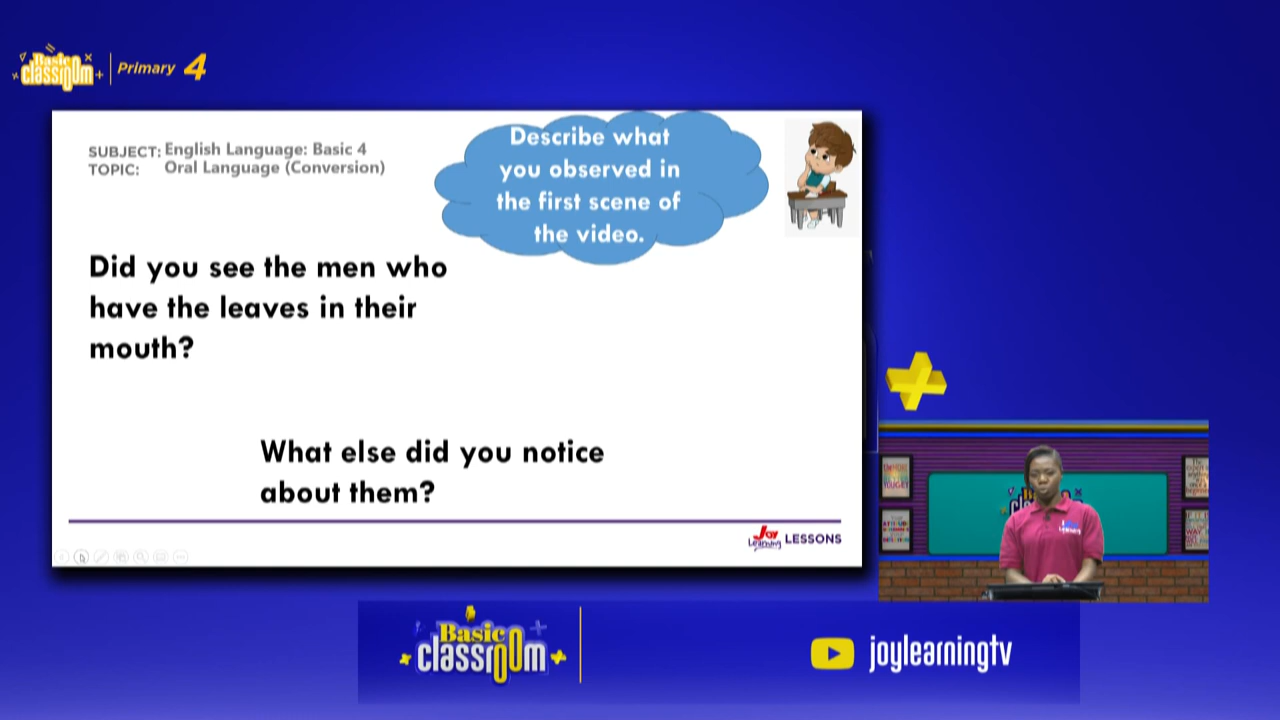 Basic
classroom
Primary 4
SUBJECT: English Language: Basic 4
TOPIC: Oral Language (Conversion)
Describe what
you observed in
the first scene of
the video.
Did you see the men who
have the leaves in their
mouth?
What else did you notice
about them?
Joy
Learning LESSONS
Basic
classroom
joylearningtv